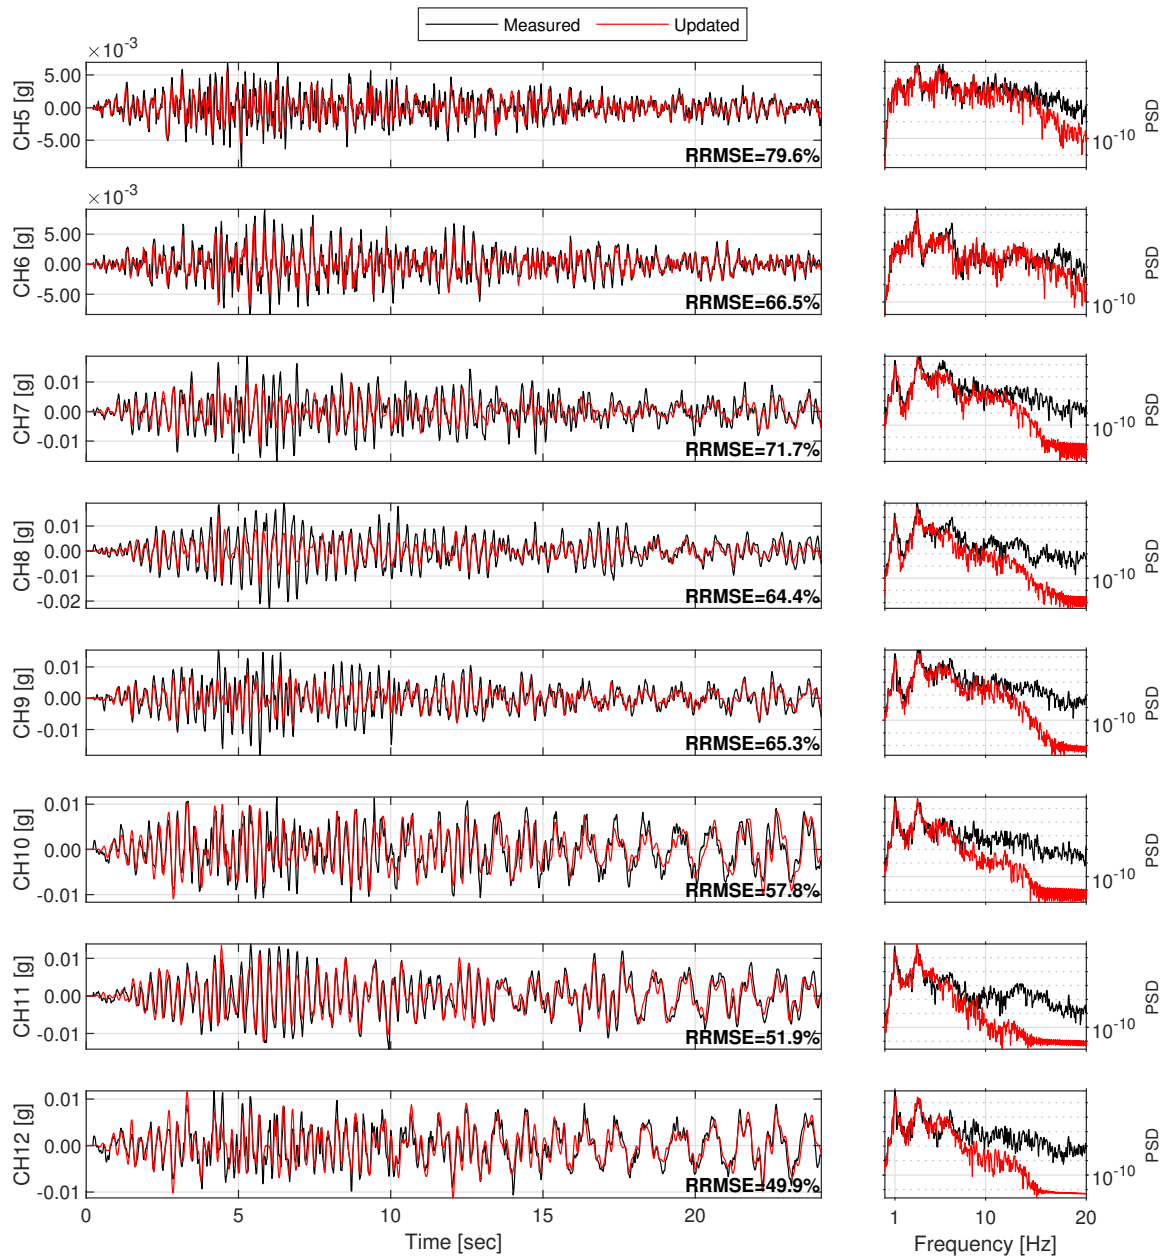 Measured Updated
×10⁻³
CH5 [g]
5.00
0.00
-5.00
RRMSE=79.6%
10⁻¹⁰
PSD
×10⁻³
CH6 [g]
5.00
0.00
-5.00
RRMSE=66.5%
10⁻¹⁰
PSD
CH7 [g]
0.01
0.00
-0.01
RRMSE=71.7%
10⁻¹⁰
PSD
CH8 [g]
0.01
0.00
-0.01
-0.02
RRMSE=64.4%
10⁻¹⁰
PSD
CH9 [g]
0.01
0.00
-0.01
RRMSE=65.3%
10⁻¹⁰
PSD
CH10 [g]
0.01
0.00
-0.01
RRMSE=57.8%
10⁻¹⁰
PSD
CH11 [g]
0.01
0.00
-0.01
RRMSE=51.9%
10⁻¹⁰
PSD
CH12 [g]
0.01
0.00
-0.01
RRMSE=49.9%
10⁻¹⁰
PSD
0 5 10 15 20
Time [sec]
1 10 20
Frequency [Hz]